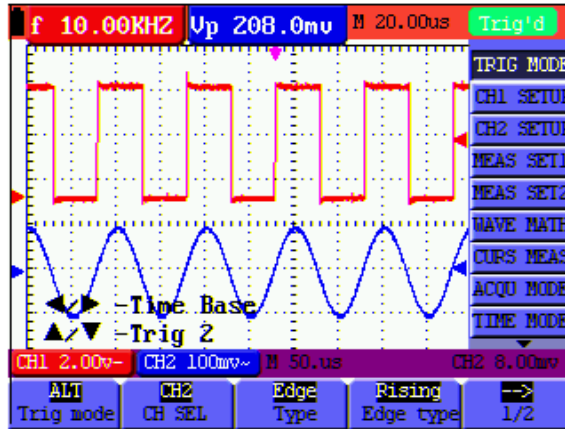 f 10.00KHZ Vp 208.0mv M 20.00us Trig'd
TRIG MODE
CH1 SETUP
CH2 SETUP
MEAS SET1
MEAS SET2
WAVE MATH
CURS MEAS
ACQU MODE
TIME MODE
◀/▶ -Time Base
▲/▼ -Trig 2
CH1 2.00v- CH2 100mv~ M 50.us CH2 8.00mv
ALT CH2 Edge Rising -->
Trig mode CH SEL Type Edge type 1/2